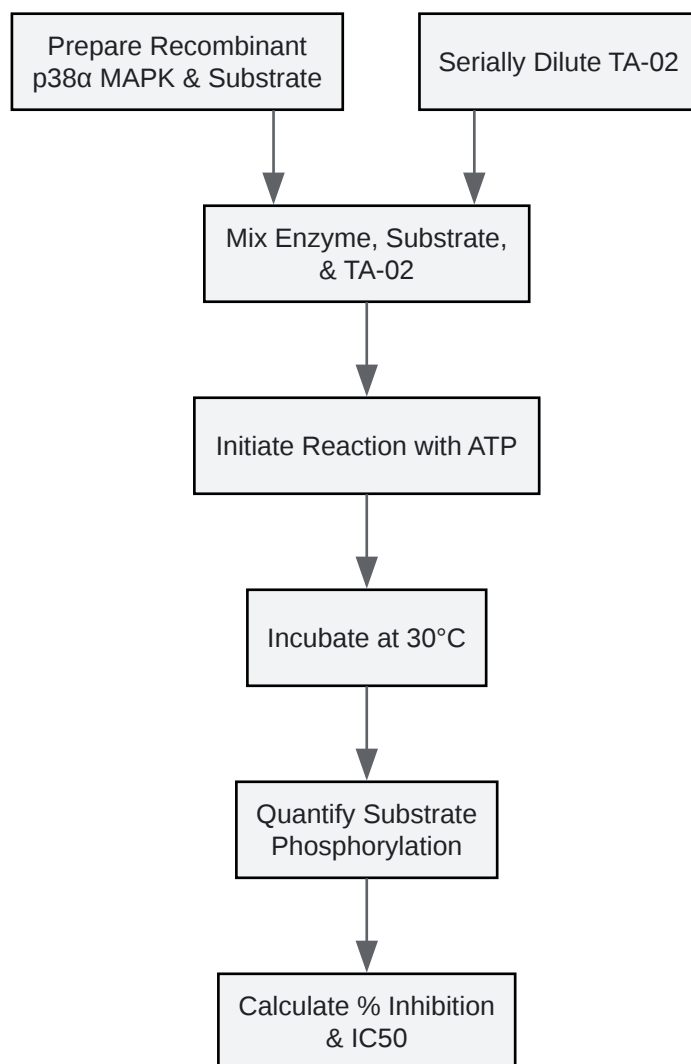 Prepare Recombinant
p38α MAPK & Substrate
Serially Dilute TA-02
Mix Enzyme, Substrate,
& TA-02
Initiate Reaction with ATP
Incubate at 30°C
Quantify Substrate
Phosphorylation
Calculate % Inhibition
& IC50